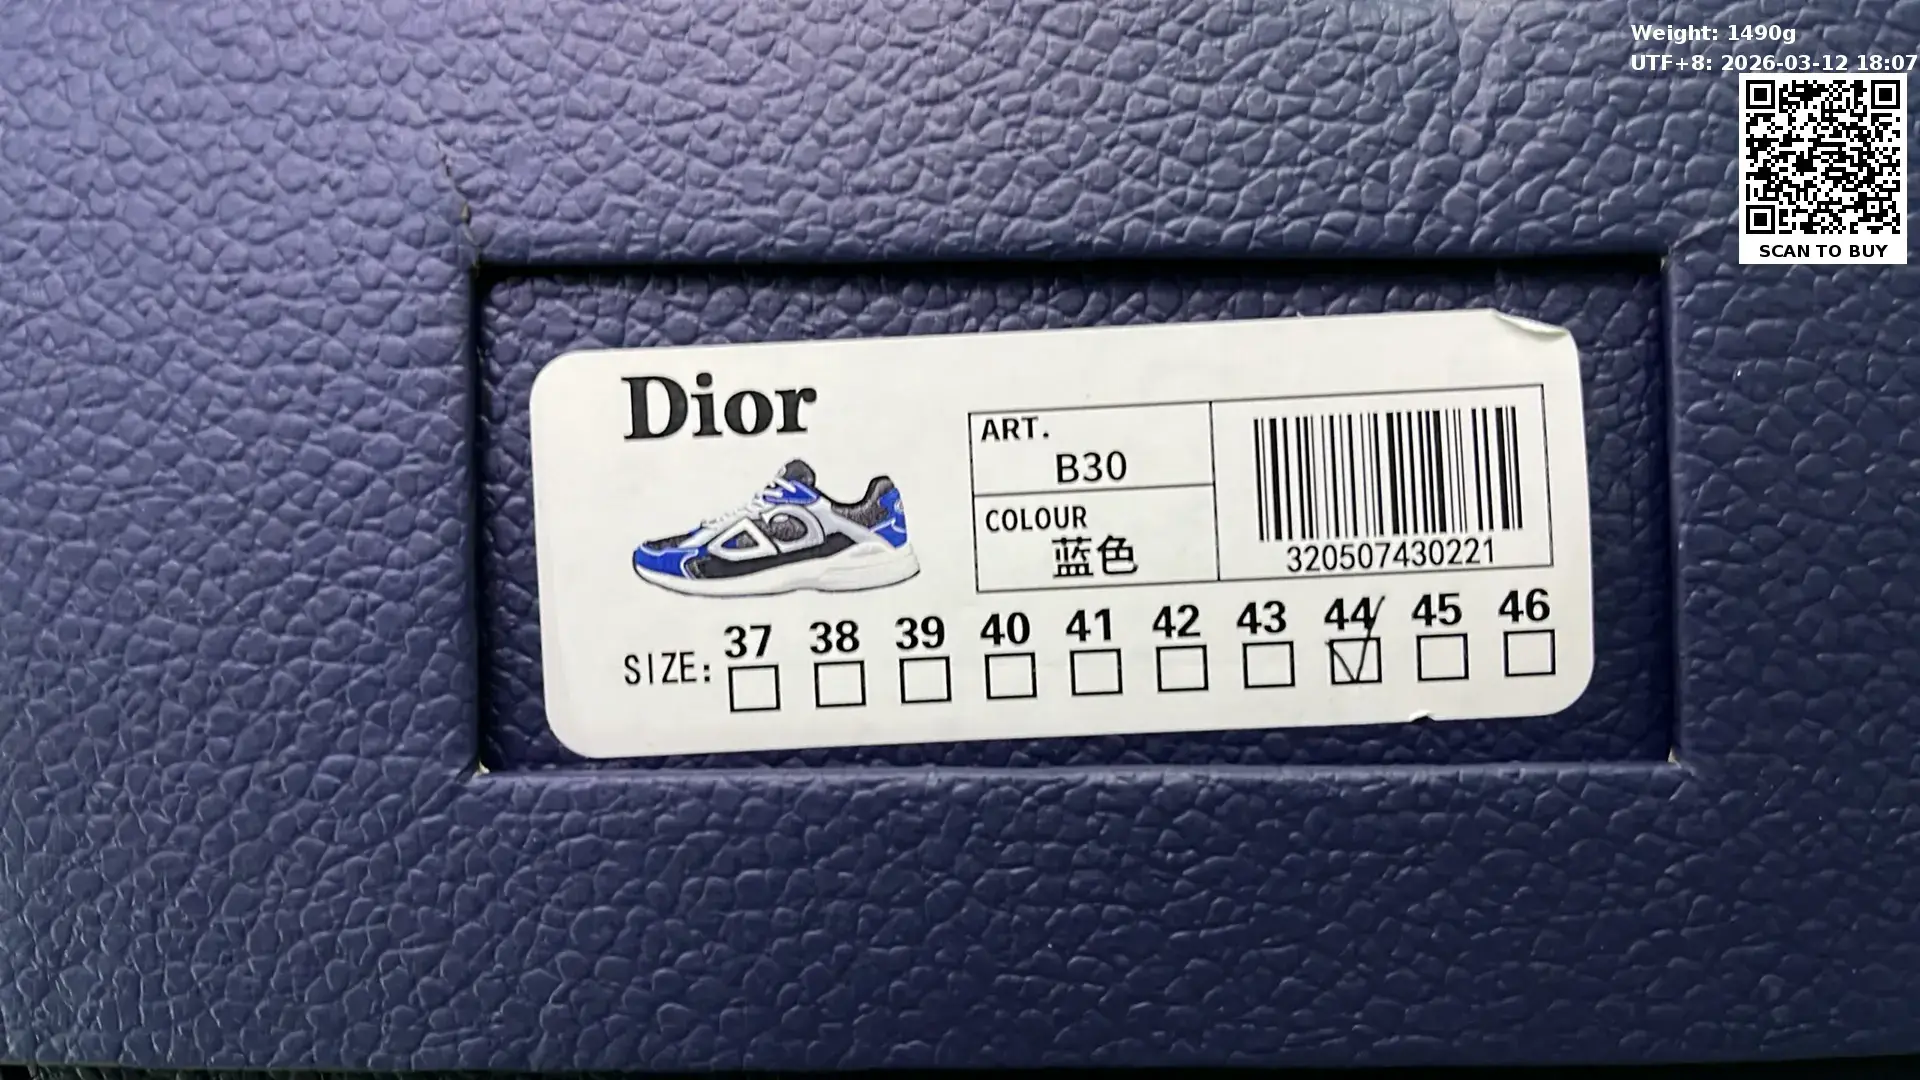 Weight: 1490g
UTF+8: 2026-03-12 18:07
SCAN TO BUY
Dior
ART.
B30
COLOUR
蓝色
320507430221
37 38 39 40 41 42 43 44 45 46
SIZE: